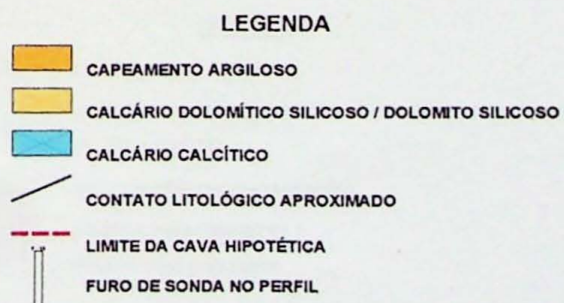 LEGENDA
CAPEAMENTO ARGILOSO
CALCÁRIO DOLOMÍTICO SILICOSO / DOLOMITO SILICOSO
CALCÁRIO CALCÍTICO
CONTATO LITOLÓGICO APROXIMADO
LIMITE DA CAVA HIPOTÉTICA
FURO DE SONDA NO PERFIL